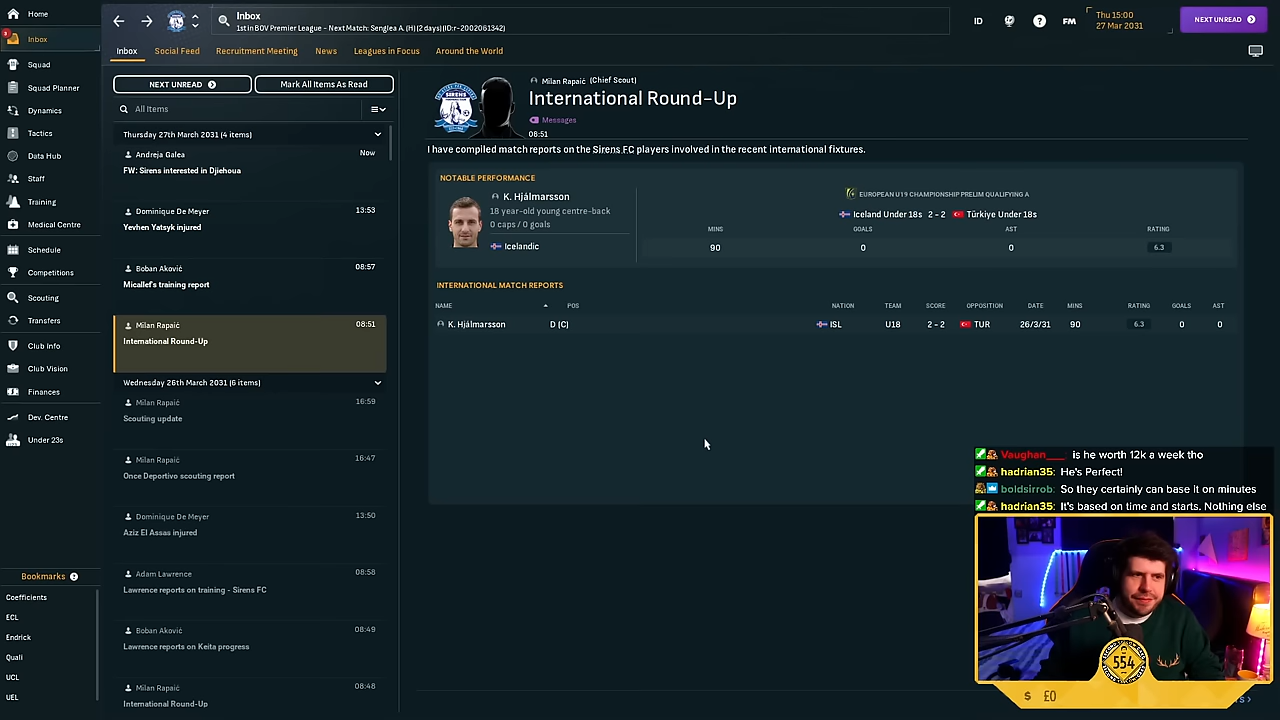 Home
Inbox
Squad
Squad Planner
Dynamics
Tactics
Data Hub
Staff
Training
Medical Centre
Schedule
Competitions
Scouting
Transfers
Club Info
Club Vision
Finances
Dev. Centre
Under 23s
Bookmarks
Coefficients
ECL
Endrick
Quali
UCL
UEL
Inbox
1st in BOV Premier League - Next Match: Senglea A. (H) (2 days) (ID:r-2002061342)
ID
FM
Thu 15:00
27 Mar 2031
NEXT UNREAD
Inbox
Social Feed
Recruitment Meeting
News
Leagues in Focus
Around the World
NEXT UNREAD
Mark All Items As Read
All Items
Thursday 27th March 2031 (4 items)
Andreja Galea Now
FW: Sirens interested in Djiehoua
Dominique De Meyer 13:53
Yevhen Yatsyk injured
Boban Aković 08:57
Micallef's training report
Milan Rapaić 08:51
International Round-Up
Wednesday 26th March 2031 (6 items)
Milan Rapaić 16:59
Scouting update
Milan Rapaić 16:47
Once Deportivo scouting report
Dominique De Meyer 13:50
Aziz El Assas injured
Adam Lawrence 08:58
Lawrence reports on training - Sirens FC
Boban Aković 08:49
Lawrence reports on Keita progress
Milan Rapaić 08:48
International Round-Up
SIRENS
Milan Rapaić (Chief Scout)
International Round-Up
Messages
08:51
I have compiled match reports on the Sirens FC players involved in the recent international fixtures.
NOTABLE PERFORMANCE
K. Hjálmarsson
18 year-old young centre-back
0 caps / 0 goals
Icelandic
EUROPEAN U19 CHAMPIONSHIP PRELIM QUALIFYING A
Iceland Under 18s 2 - 2 Türkiye Under 18s
MINS GOALS AST RATING
90 0 0 6.3
INTERNATIONAL MATCH REPORTS
NAME POS NATION TEAM SCORE OPPOSITION DATE MINS RATING GOALS AST
K. Hjálmarsson D (C) ISL U18 2 - 2 TUR 26/3/31 90 6.3 0 0
Vaughan___ is he worth 12k a week tho
hadrian35: He's Perfect!
boldsirrob: So they certainly can base it on minutes
hadrian35: It's based on time and starts. Nothing else
554
$ £0